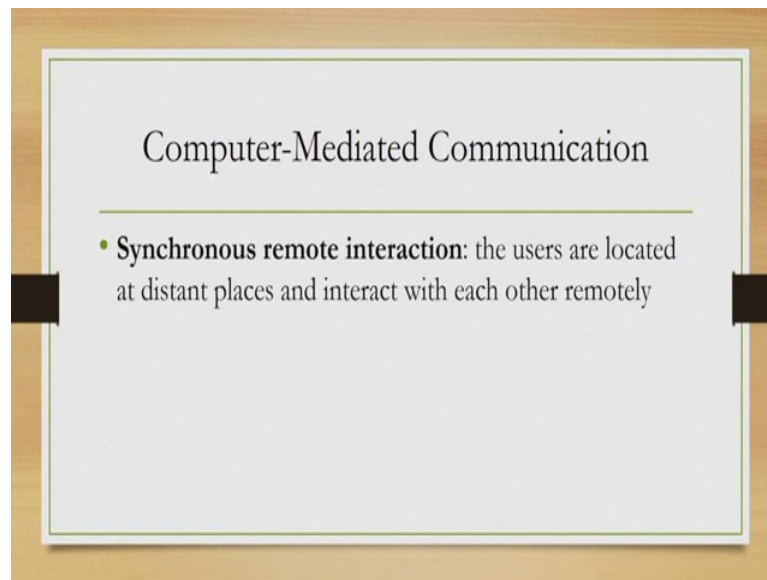 Computer-Mediated Communication
• Synchronous remote interaction: the users are located
at distant places and interact with each other remotely